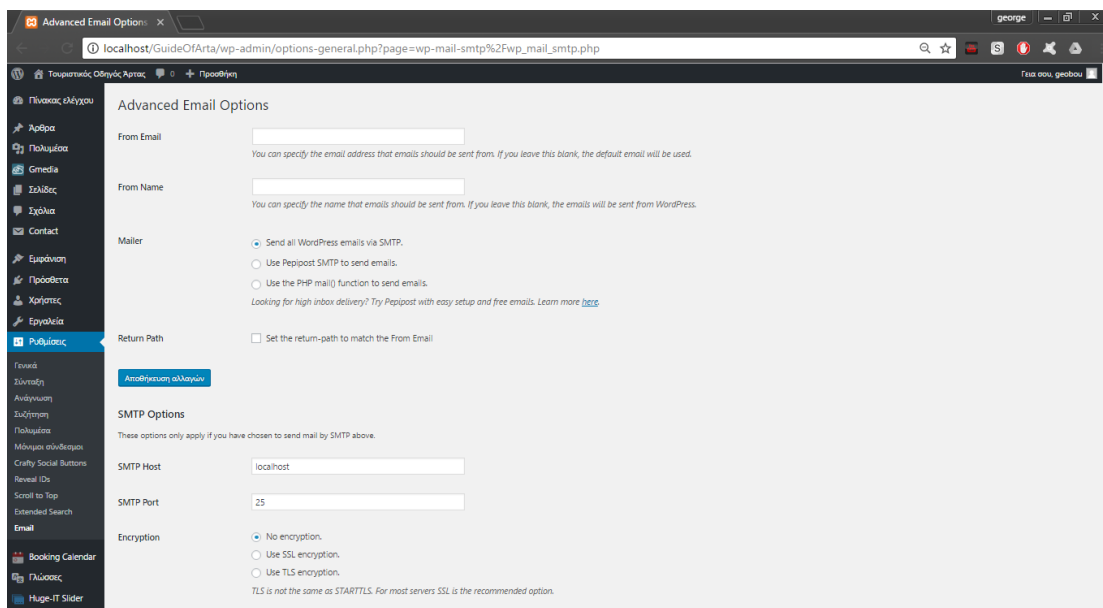 Advanced Email Options
george
localhost/GuideOfArta/wp-admin/options-general.php?page=wp-mail-smtp%2Fwp_mail_smtp.php
Τουριστικός Οδηγός Άρτας 0 Προσθήκη
Γεια σου, geobou
Πίνακας ελέγχου
Άρθρα
Πολυμέσα
Gmedia
Σελίδες
Σχόλια
Contact
Εμφάνιση
Πρόσθετα
Χρήστες
Εργαλεία
Ρυθμίσεις
Γενικά
Σύνταξη
Ανάγνωση
Συζήτηση
Πολυμέσα
Μόνιμοι σύνδεσμοι
Crafty Social Buttons
Reveal IDs
Scroll to Top
Extended Search
Email
Booking Calendar
Γλώσσες
Huge-IT Slider
Advanced Email Options
From Email
You can specify the email address that emails should be sent from. If you leave this blank, the default email will be used.
From Name
You can specify the name that emails should be sent from. If you leave this blank, the emails will be sent from WordPress.
Mailer
Send all WordPress emails via SMTP.
Use Pepipost SMTP to send emails.
Use the PHP mail() function to send emails.
Looking for high inbox delivery? Try Pepipost with easy setup and free emails. Learn more here.
Return Path
Set the return-path to match the From Email
Αποθήκευση αλλαγών
SMTP Options
These options only apply if you have chosen to send mail by SMTP above.
SMTP Host
localhost
SMTP Port
25
Encryption
No encryption.
Use SSL encryption.
Use TLS encryption.
TLS is not the same as STARTTLS. For most servers SSL is the recommended option.